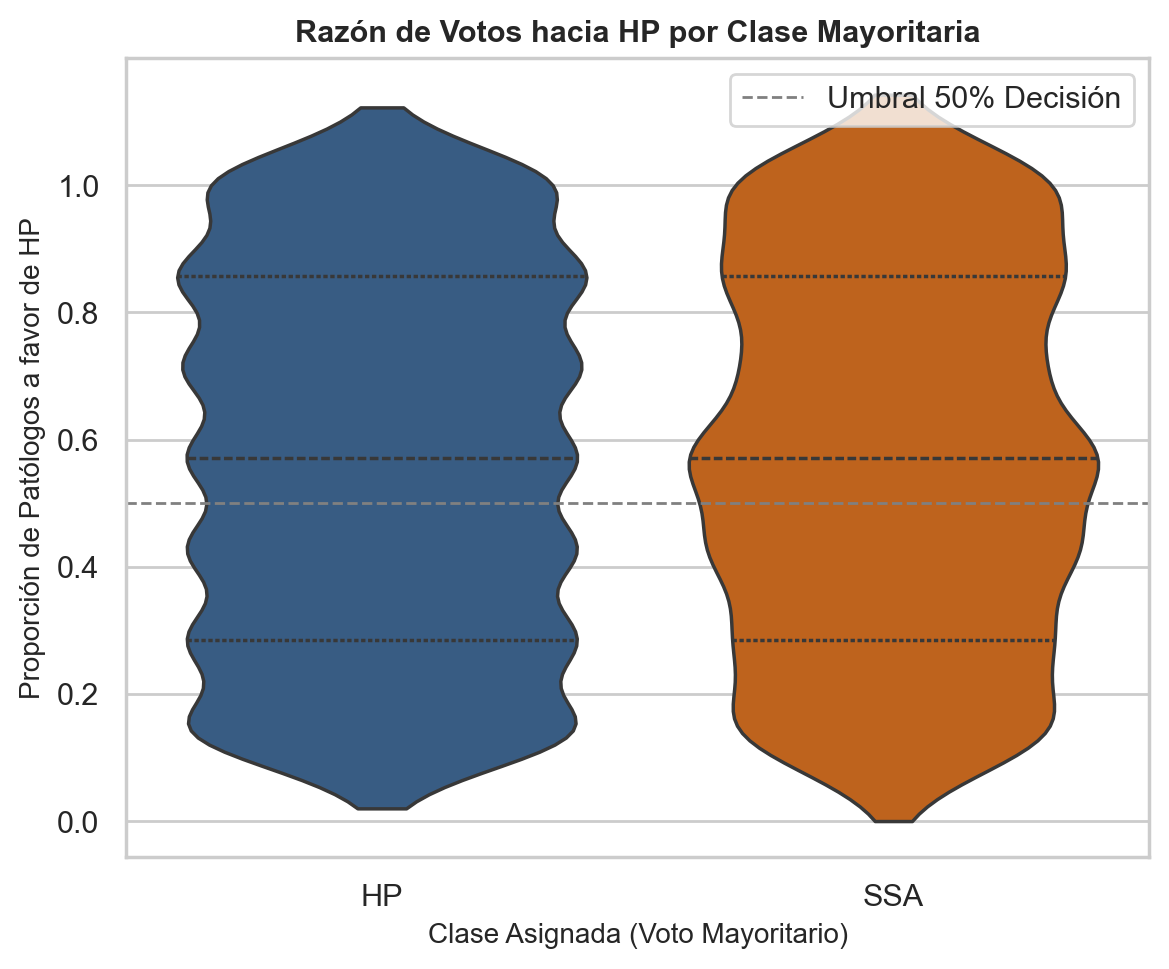 Razón de Votos hacia HP por Clase Mayoritaria
Umbral 50% Decisión
Proporción de Patólogos a favor de HP
1.0
0.8
0.6
0.4
0.2
0.0
HP
SSA
Clase Asignada (Voto Mayoritario)